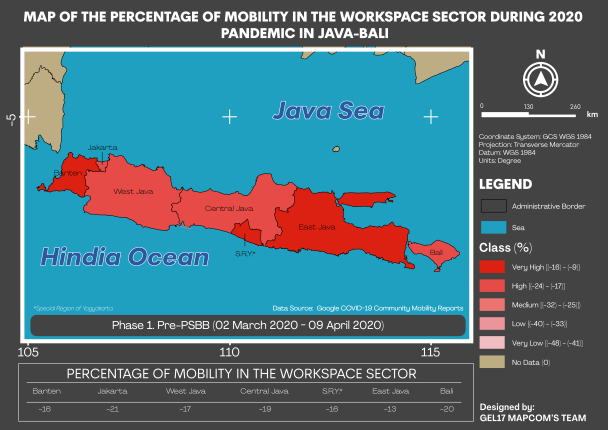 MAP OF THE PERCENTAGE OF MOBILITY IN THE WORKSPACE SECTOR DURING 2020
PANDEMIC IN JAVA-BALI
N
Java Sea
-5
0 130 260
km
Coordinate System: GCS WGS 1984
Projection: Transverse Mercator
Datum: WGS 1984
Units: Degree
Jakarta
Banten
West Java
Central Java
East Java
S.R.Y*
Bali
Hindia Ocean
LEGEND
Administrative Border
Sea
Class (%)
Very High [(-16) - (-9)]
High [(-24) - (-17)]
Medium [(-32) - (-25)]
Low [(-40) - (-33)]
Very Low [(-48) - (-41)]
No Data (0)
*Special Region of Yogyakarta
Data Source: Google COVID-19 Community Mobility Reports
Phase 1. Pre-PSBB (02 March 2020 - 09 April 2020)
105 110 115
PERCENTAGE OF MOBILITY IN THE WORKSPACE SECTOR
Banten Jakarta West Java Central Java S.R.Y* East Java Bali
-16 -21 -17 -19 -16 -13 -20
Designed by:
GEL17 MAPCOM'S TEAM